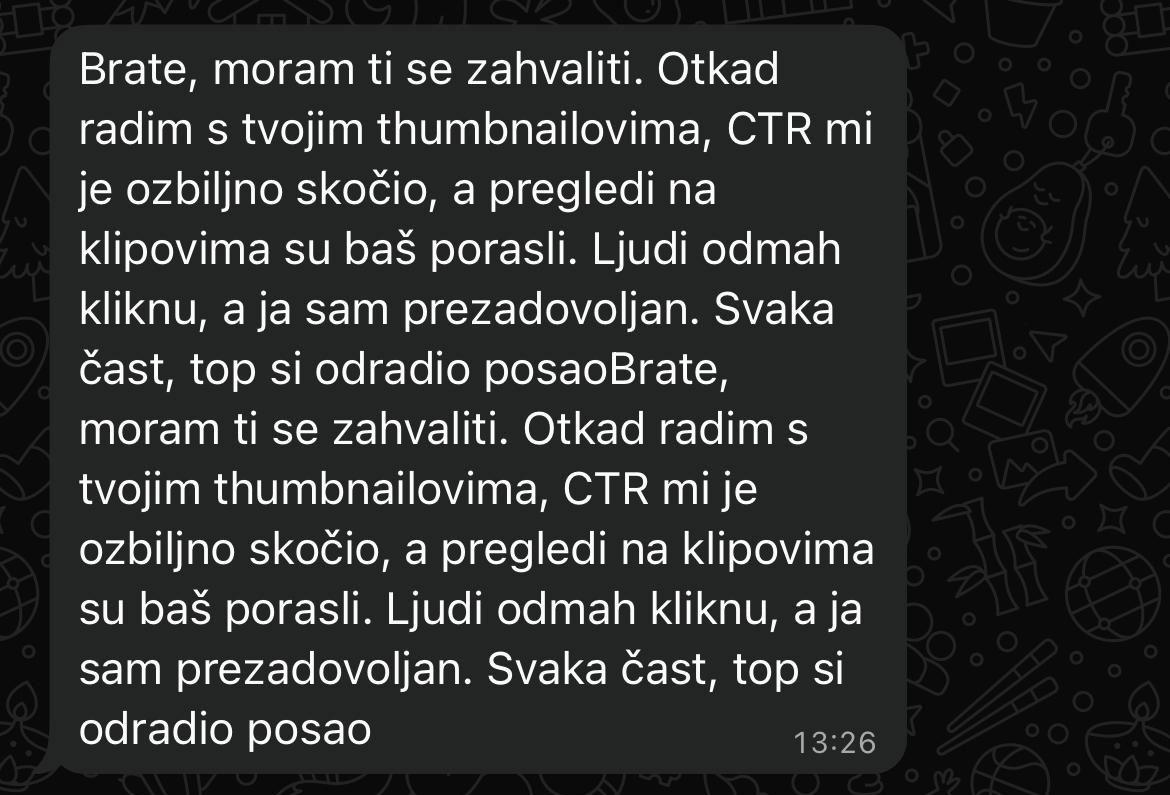 Brate, moram ti se zahvaliti. Otkad
radim s tvojim thumbnailovima, CTR mi
je ozbiljno skočio, a pregledi na
klipovima su baš porasli. Ljudi odmah
kliknu, a ja sam prezadovoljan. Svaka
čast, top si odradio posaoBrate,
moram ti se zahvaliti. Otkad radim s
tvojim thumbnailovima, CTR mi je
ozbiljno skočio, a pregledi na klipovima
su baš porasli. Ljudi odmah kliknu, a ja
sam prezadovoljan. Svaka čast, top si
odradio posao
13:26